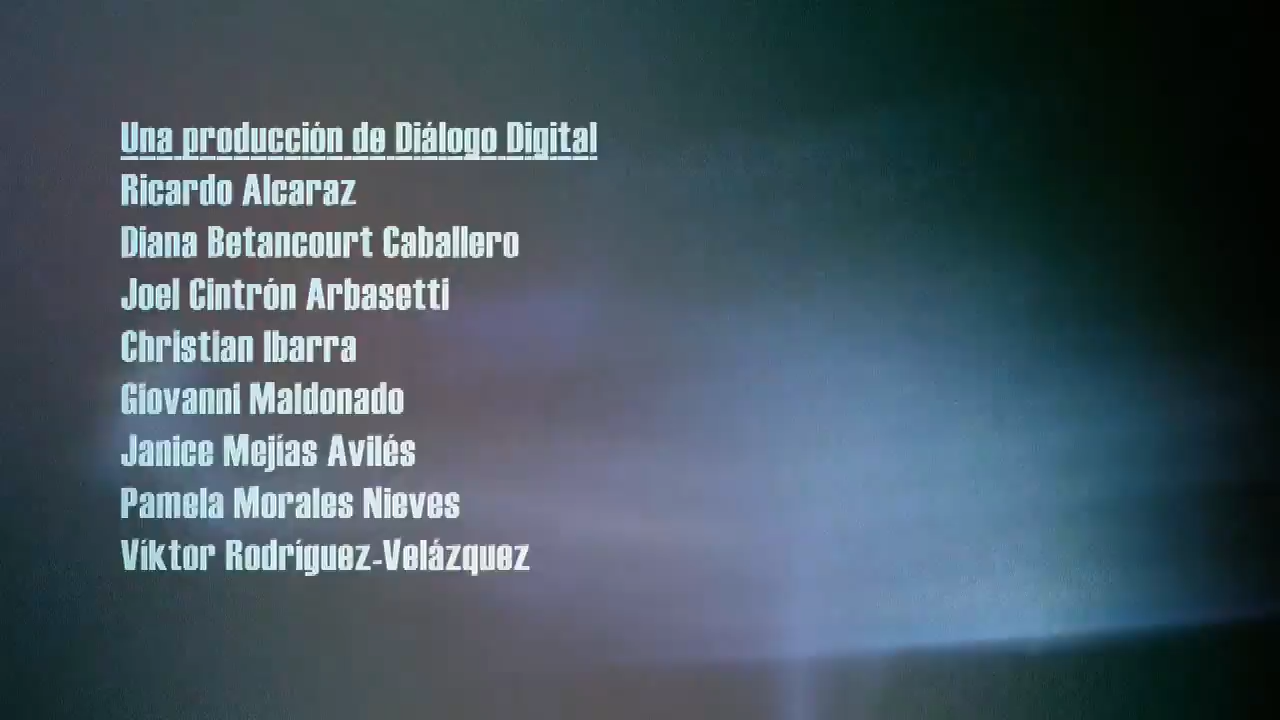 Una producción de Diálogo Digital
Ricardo Alcaraz
Diana Betancourt Caballero
Joel Cintrón Arbasetti
Christian Ibarra
Giovanni Maldonado
Janice Mejías Avilés
Pamela Morales Nieves
Víktor Rodríguez-Velázquez